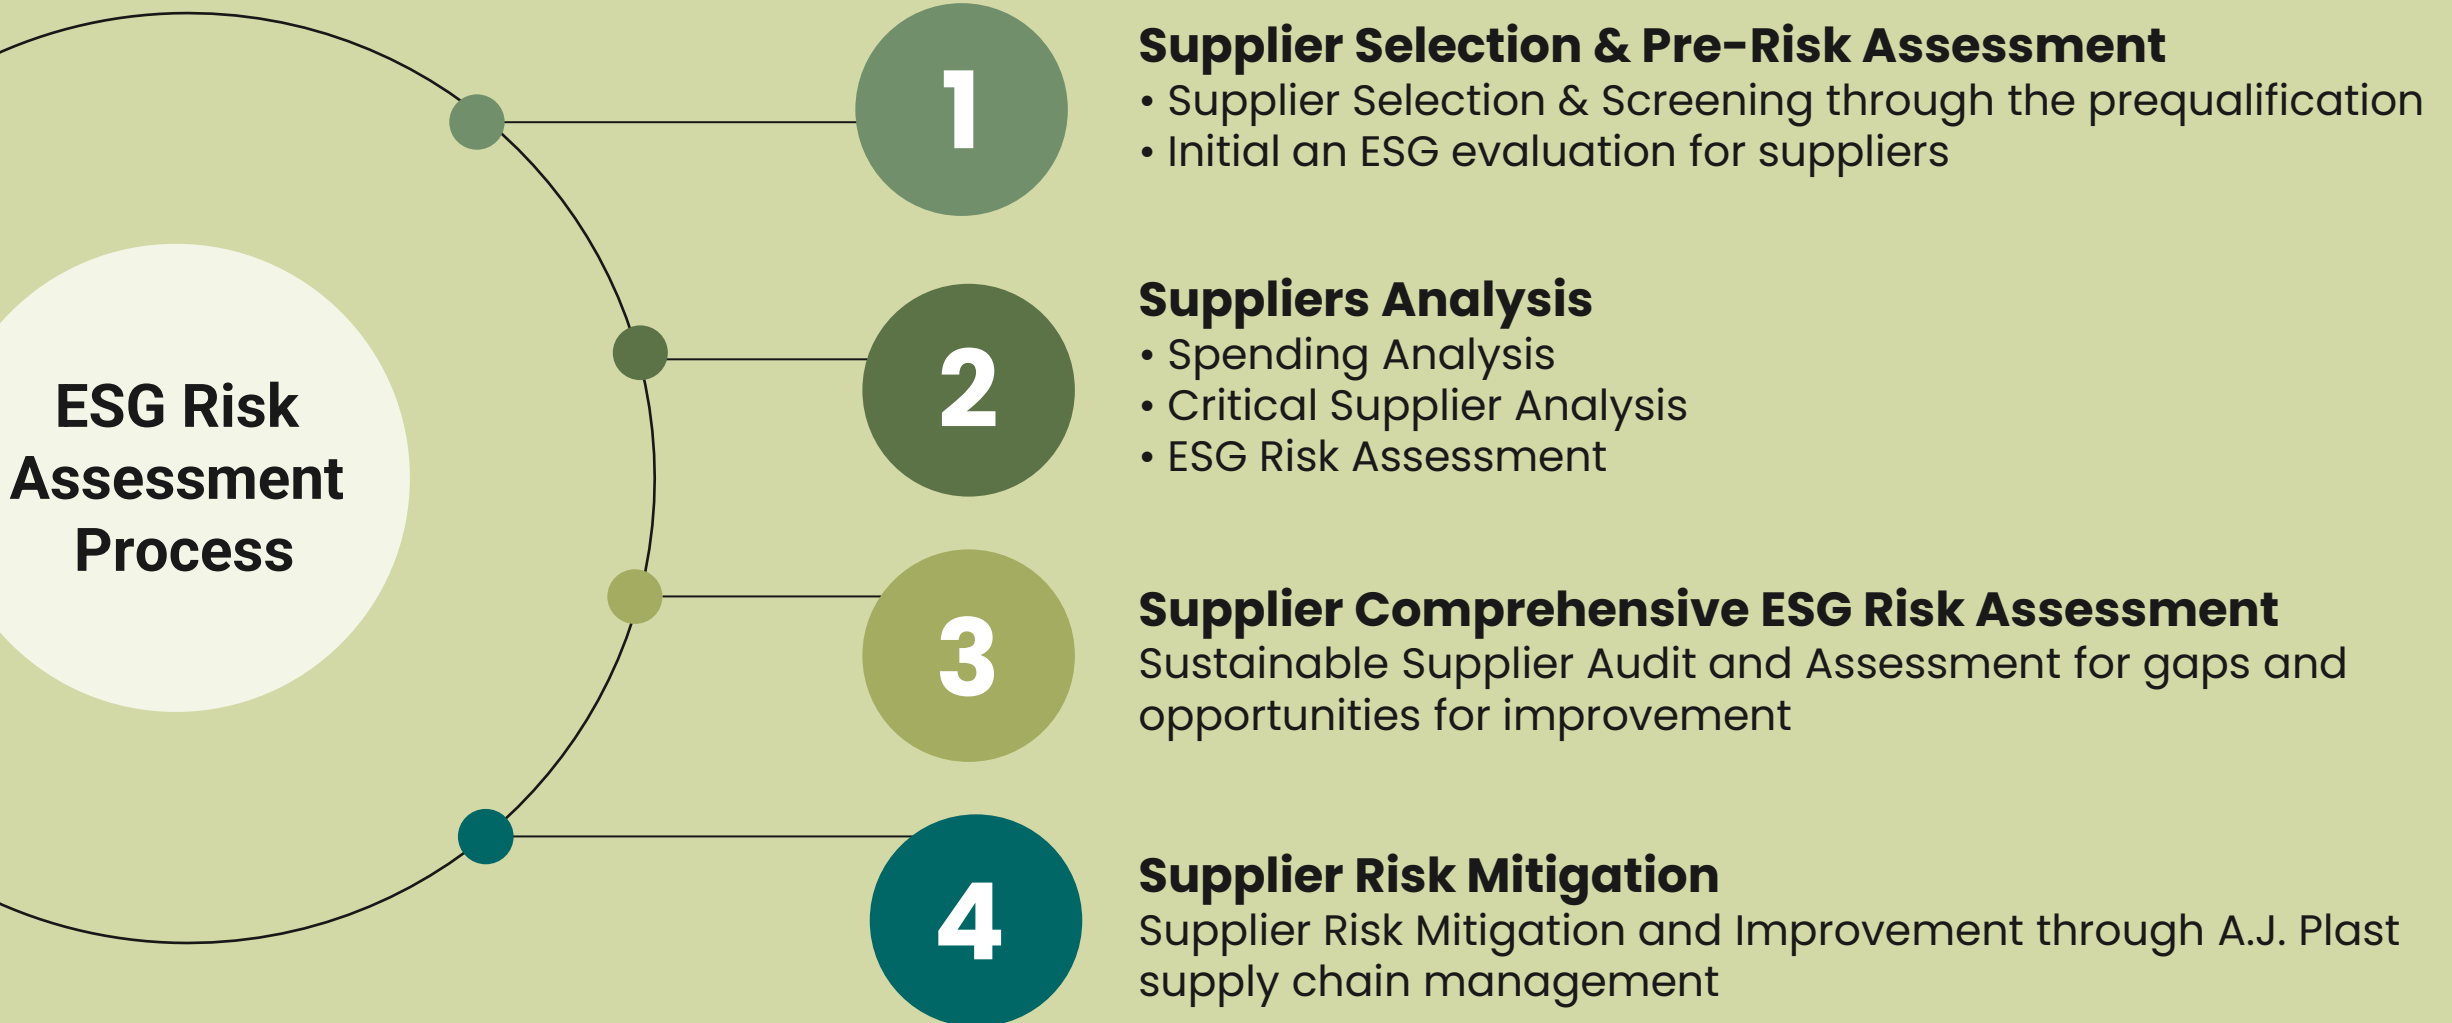 ESG Risk
Assessment
Process
1
Supplier Selection & Pre-Risk Assessment
• Supplier Selection & Screening through the prequalification
• Initial an ESG evaluation for suppliers
2
Suppliers Analysis
• Spending Analysis
• Critical Supplier Analysis
• ESG Risk Assessment
3
Supplier Comprehensive ESG Risk Assessment
Sustainable Supplier Audit and Assessment for gaps and
opportunities for improvement
4
Supplier Risk Mitigation
Supplier Risk Mitigation and Improvement through A.J. Plast
supply chain management